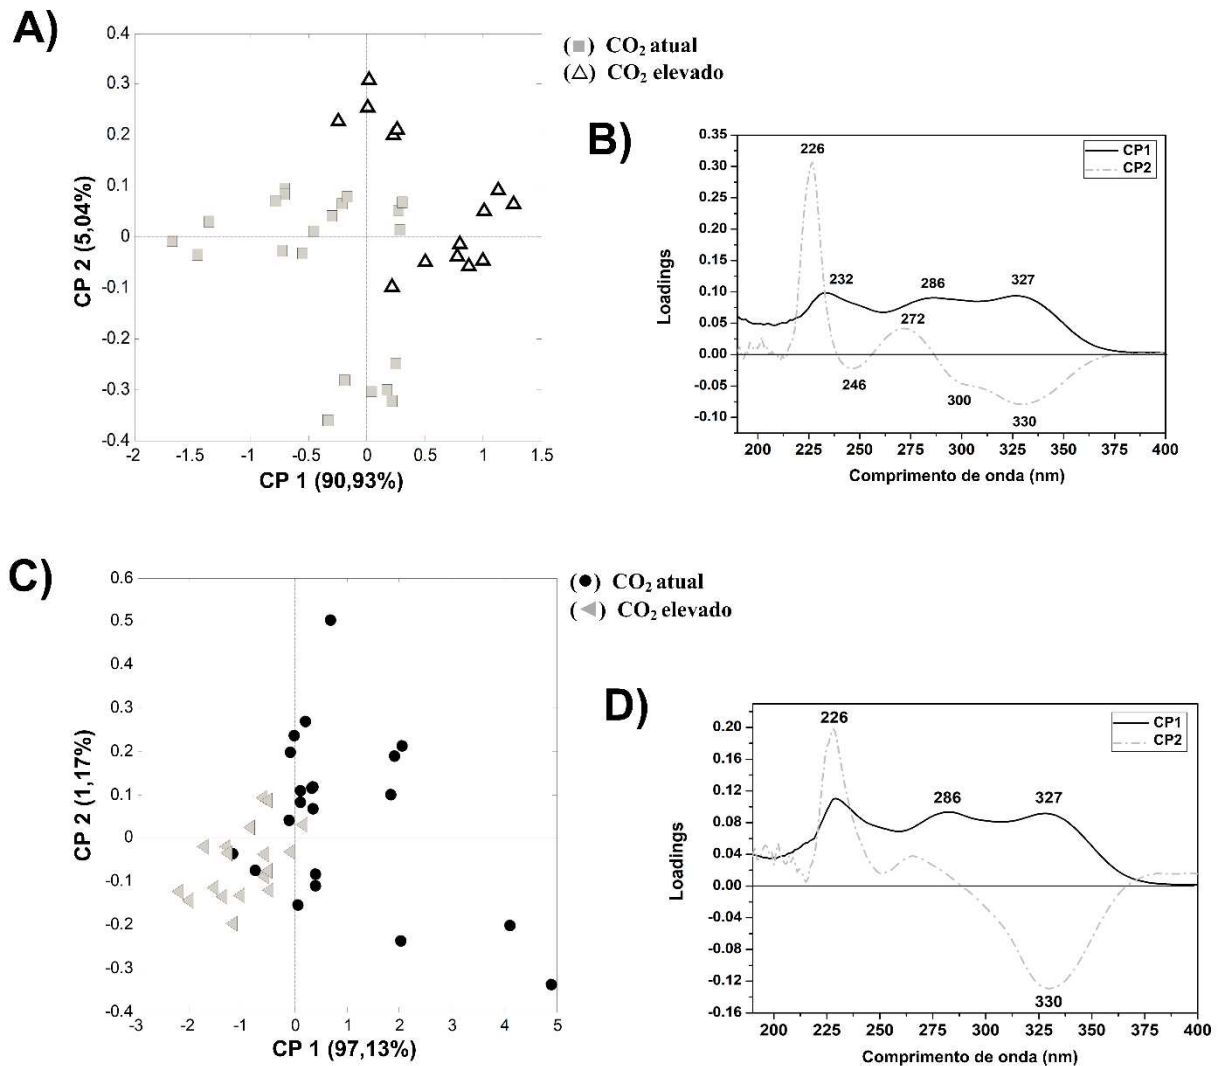 A)
0.4
0.3
0.2
0.1
0
-0.1
-0.2
-0.3
-0.4
CP 2 (5,04%)
-2 -1.5 -1 -0.5 0 0.5 1 1.5
CP 1 (90,93%)
(■) CO₂ atual
(△) CO₂ elevado
B)
0.35
0.30
0.25
0.20
0.15
0.10
0.05
0.00
-0.05
-0.10
Loadings
CP1
CP2
226
232
286
327
272
246
300
330
200 225 250 275 300 325 350 375 400
Comprimento de onda (nm)
C)
0.6
0.5
0.4
0.3
0.2
0.1
0
-0.1
-0.2
-0.3
-0.4
CP 2 (1,17%)
-3 -2 -1 0 1 2 3 4 5
CP 1 (97,13%)
(●) CO₂ atual
(◀) CO₂ elevado
D)
0.20
0.16
0.12
0.08
0.04
0.00
-0.04
-0.08
-0.12
-0.16
Loadings
CP1
CP2
226
286
327
330
200 225 250 275 300 325 350 375 400
Comprimento de onda (nm)